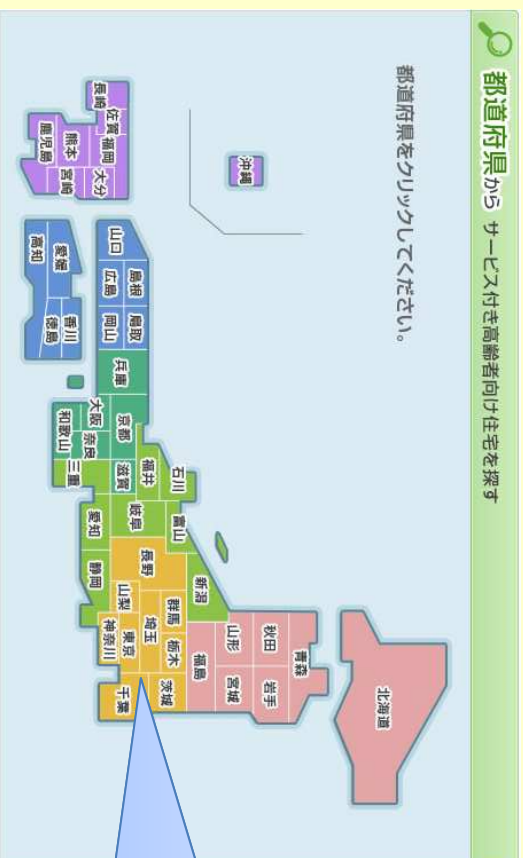 都道府県から サービス付き高齢者向け住宅を探す
都道府県をクリックしてください。
北海道
青森
秋田
岩手
山形
宮城
福島
新潟
群馬
栃木
茨城
長野
埼玉
山梨
東京
千葉
神奈川
石川
富山
福井
岐阜
静岡
愛知
三重
滋賀
京都
兵庫
大阪
奈良
和歌山
鳥取
島根
岡山
広島
山口
香川
徳島
愛媛
高知
福岡
大分
佐賀
長崎
熊本
宮崎
鹿児島
沖縄